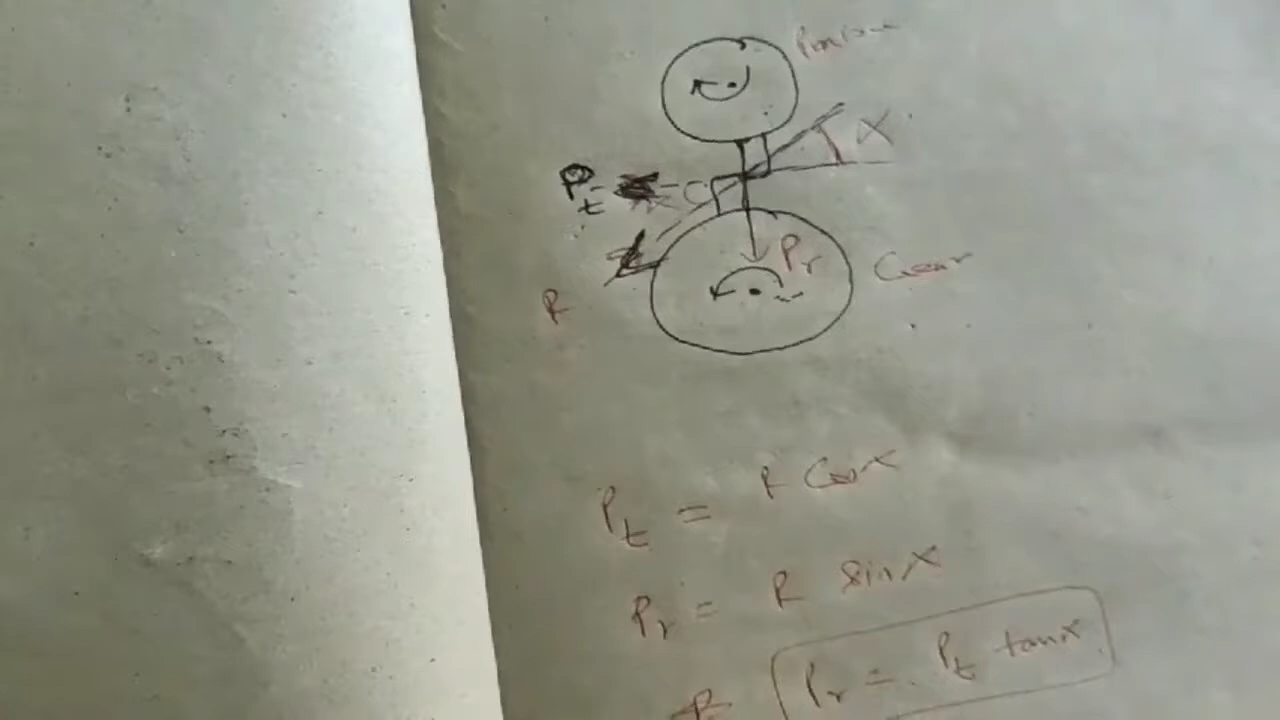 Pinion
α
Pt
Pr
Gear
R
Pt = R Cosα
Pr = R sinα
Pr = Pt tanα